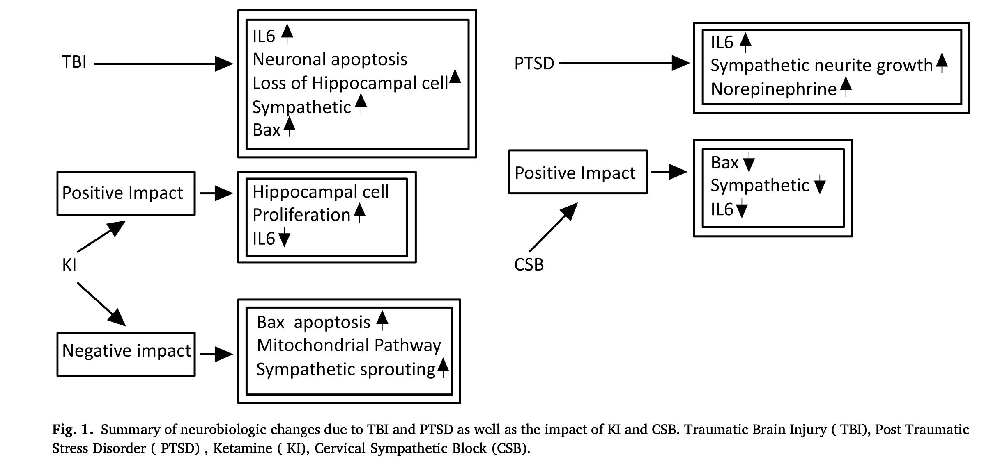 TBI
IL6
Neuronal apoptosis
Loss of Hippocampal cell
Sympathetic
Bax
Positive Impact
Hippocampal cell
Proliferation
IL6
KI
Negative impact
Bax apoptosis
Mitochondrial Pathway
Sympathetic sprouting
PTSD
IL6
Sympathetic neurite growth
Norepinephrine
Positive Impact
Bax
Sympathetic
IL6
CSB
Fig. 1. Summary of neurobiologic changes due to TBI and PTSD as well as the impact of KI and CSB. Traumatic Brain Injury ( TBI), Post Traumatic
Stress Disorder ( PTSD) , Ketamine ( KI), Cervical Sympathetic Block (CSB).